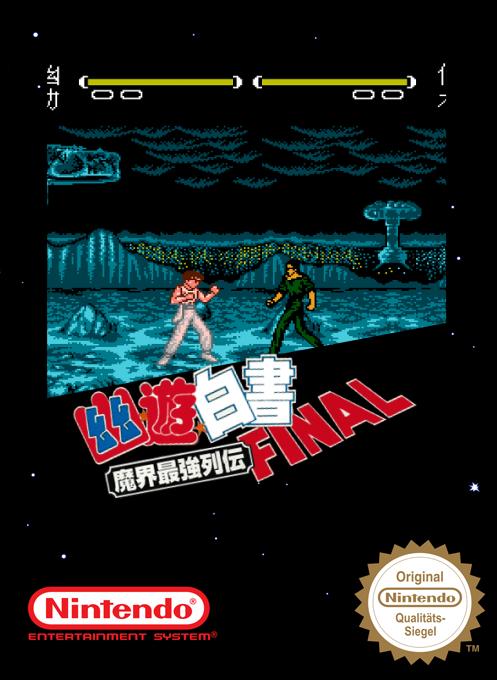 幽遊白書
FINAL
魔界最強列伝
Nintendo®
ENTERTAINMENT SYSTEM®
Original
Nintendo
Qualitäts-
Siegel
TM